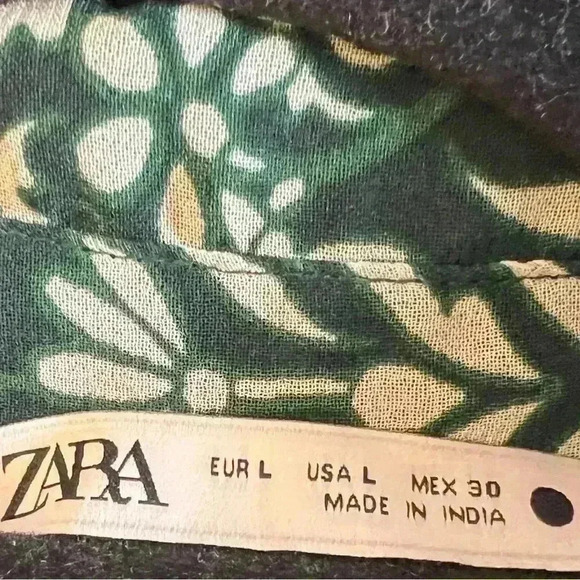 ZARA
EUR L USA L MEX 30
MADE IN INDIA